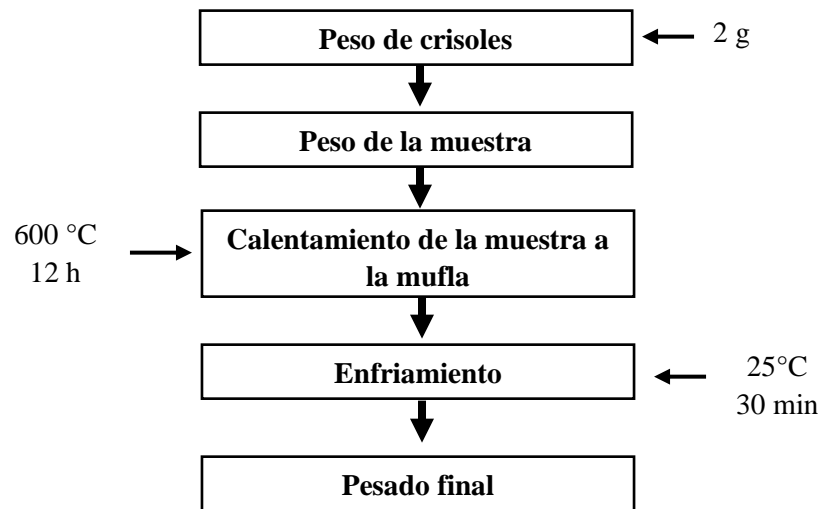 Peso de crisoles
2 g
Peso de la muestra
600 °C
12 h
Calentamiento de la muestra a
la mufla
Enfriamiento
25°C
30 min
Pesado final